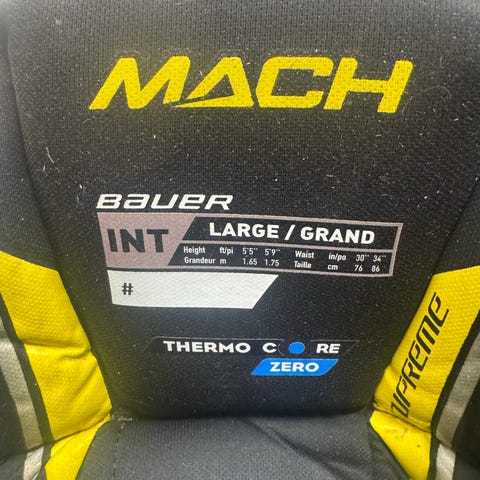 MACH
BAUER
INT LARGE / GRAND
Height ft/pi 5'5'' 5'9'' Waist in/po 30'' 34''
Grandeur m 1.65 1.75 Taille cm 76 86
#
THERMO CORE
ZERO
UPREME